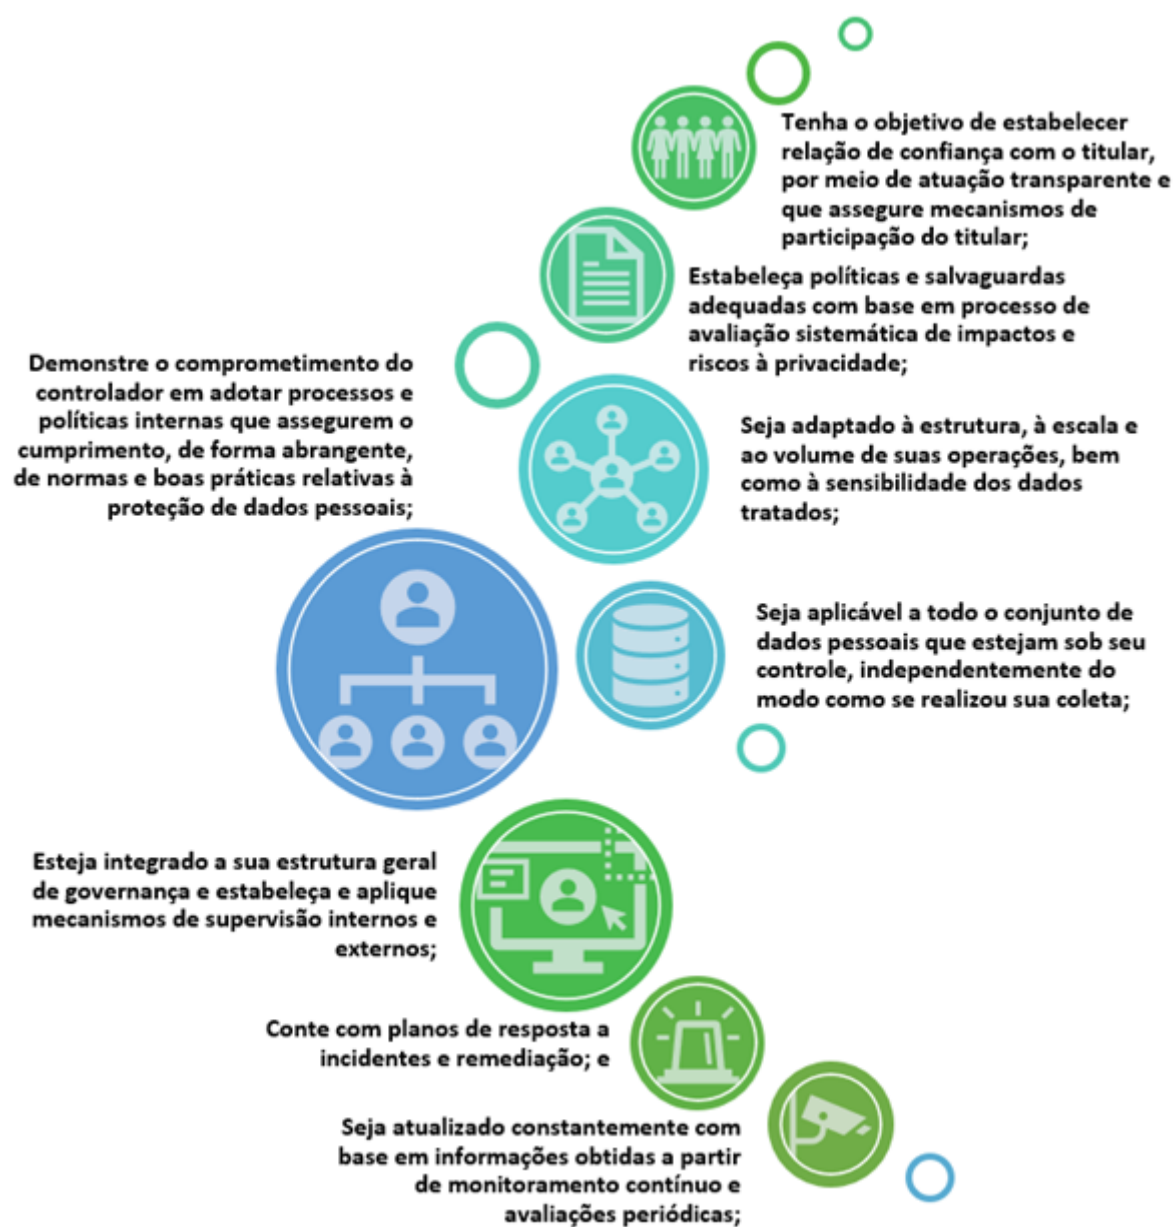 Tenha o objetivo de estabelecer
relação de confiança com o titular,
por meio de atuação transparente e
que assegure mecanismos de
participação do titular;
Estabeleça políticas e salvaguardas
adequadas com base em processo de
avaliação sistemática de impactos e
riscos à privacidade;
Demonstre o comprometimento do
controlador em adotar processos e
políticas internas que assegurem o
cumprimento, de forma abrangente,
de normas e boas práticas relativas à
proteção de dados pessoais;
Seja adaptado à estrutura, à escala e
ao volume de suas operações, bem
como à sensibilidade dos dados
tratados;
Seja aplicável a todo o conjunto de
dados pessoais que estejam sob seu
controle, independentemente do
modo como se realizou sua coleta;
Esteja integrado a sua estrutura geral
de governança e estabeleça e aplique
mecanismos de supervisão internos e
externos;
Conte com planos de resposta a
incidentes e remediação; e
Seja atualizado constantemente com
base em informações obtidas a partir
de monitoramento contínuo e
avaliações periódicas;